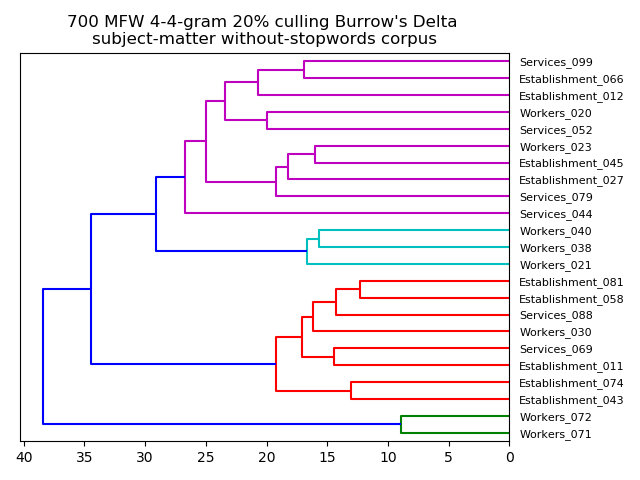 700 MFW 4-4-gram 20% culling Burrow's Delta
subject-matter without-stopwords corpus
Services_099
Establishment_066
Establishment_012
Workers_020
Services_052
Workers_023
Establishment_045
Establishment_027
Services_079
Services_044
Workers_040
Workers_038
Workers_021
Establishment_081
Establishment_058
Services_088
Workers_030
Services_069
Establishment_011
Establishment_074
Establishment_043
Workers_072
Workers_071
40 35 30 25 20 15 10 5 0